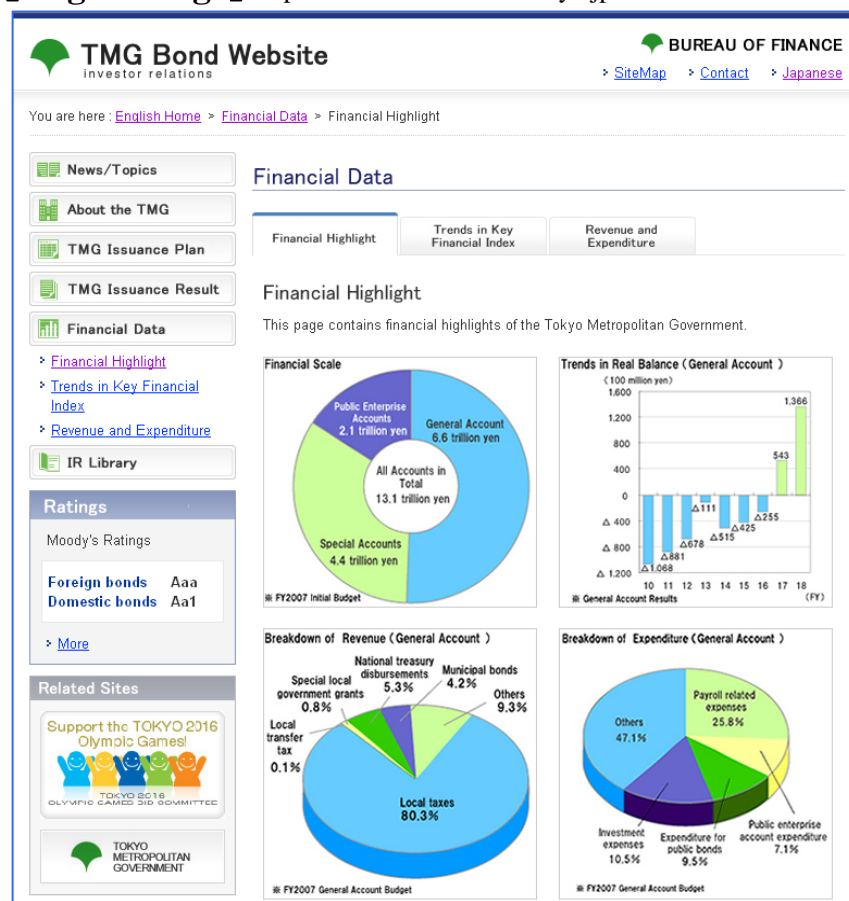 TMG Bond Website
investor relations
BUREAU OF FINANCE
SiteMap Contact Japanese
You are here : English Home > Financial Data > Financial Highlight
News/Topics
About the TMG
TMG Issuance Plan
TMG Issuance Result
Financial Data
Financial Highlight
Trends in Key Financial
Index
Revenue and Expenditure
IR Library
Ratings
Moody's Ratings
Foreign bonds Aaa
Domestic bonds Aa1
More
Related Sites
Support the TOKYO 2016
Olympic Games!
TOKYO 2016
OLYMPIC GAMES BID COMMITTEE
TOKYO
METROPOLITAN
GOVERNMENT
Financial Data
Financial Highlight
Trends in Key
Financial Index
Revenue and
Expenditure
Financial Highlight
This page contains financial highlights of the Tokyo Metropolitan Government.
Financial Scale
Public Enterprise
Accounts
2.1 trillion yen
General Account
6.6 trillion yen
All Accounts in
Total
13.1 trillion yen
Special Accounts
4.4 trillion yen
※ FY2007 Initial Budget
Trends in Real Balance (General Account )
(100 million yen)
1,600
1,200
800
400
0
△ 400
△ 800
△ 1,200
△1,068
△881
△678
△111
△515
△425
△255
543
1,366
10 11 12 13 14 15 16 17 18
(FY)
※ General Account Results
Breakdown of Revenue (General Account )
National treasury
disbursements
5.3%
Municipal bonds
4.2%
Special local
government grants
0.8%
Others
9.3%
Local
transfer
tax
0.1%
Local taxes
80.3%
※ FY2007 General Account Budget
Breakdown of Expenditure (General Account )
Payroll related
expenses
25.8%
Others
47.1%
Public enterprise
account expenditure
7.1%
Investment
expenses
10.5%
Expenditure for
public bonds
9.5%
※ FY2007 General Account Budget